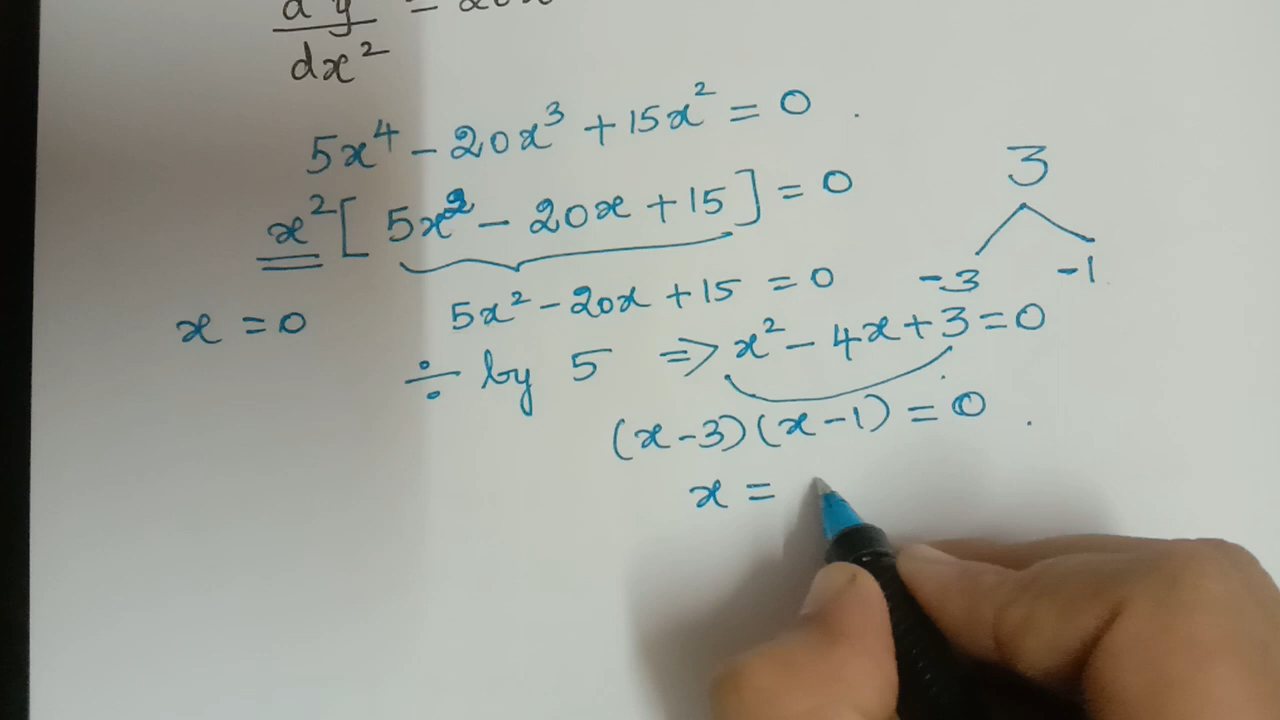 dx²
5x⁴ - 20x³ + 15x² = 0
x² [ 5x² - 20x + 15 ] = 0
3
-3 -1
x = 0
5x² - 20x + 15 = 0
÷ by 5 ⇒ x² - 4x + 3 = 0
(x - 3)(x - 1) = 0
x =